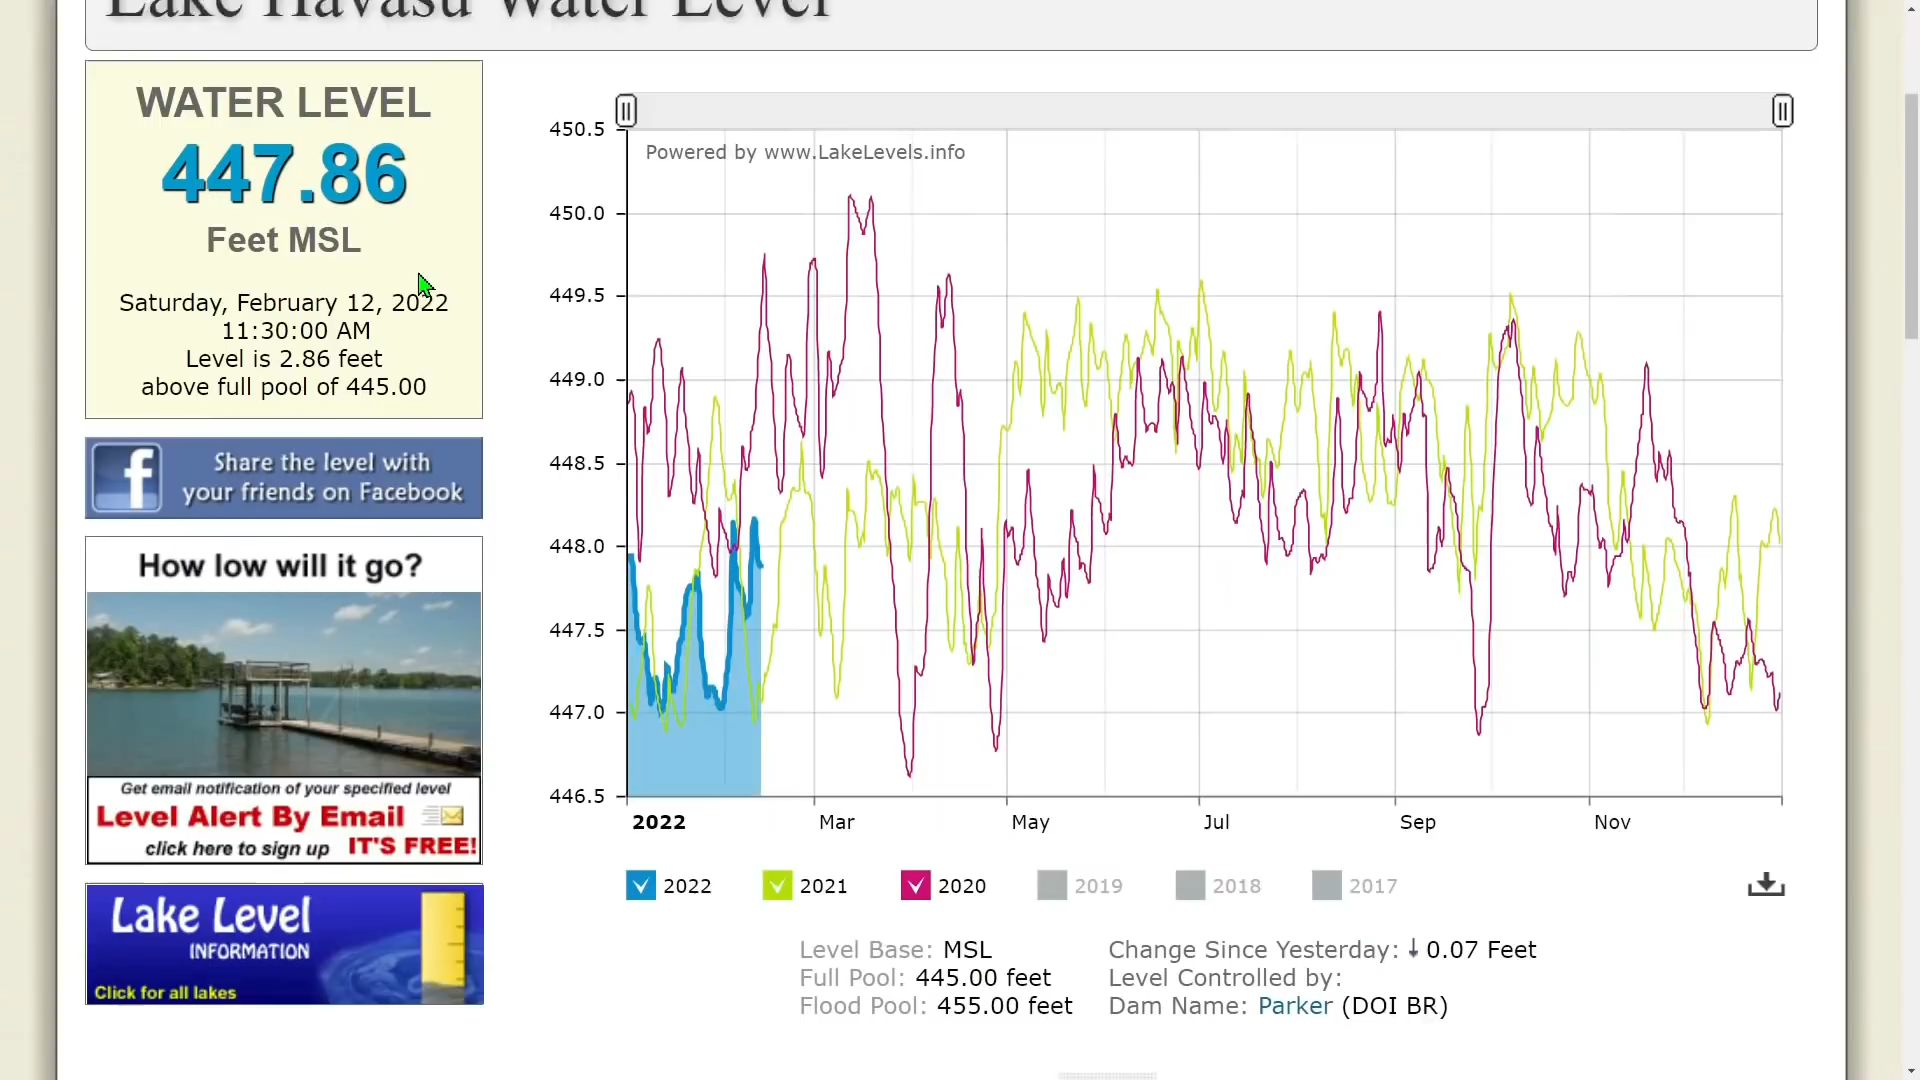 Lake Havasu Water Level
WATER LEVEL
447.86
Feet MSL
Saturday, February 12, 2022
11:30:00 AM
Level is 2.86 feet
above full pool of 445.00
Share the level with
your friends on Facebook
How low will it go?
Get email notification of your specified level
Level Alert By Email
click here to sign up IT'S FREE!
Lake Level
INFORMATION
Click for all lakes
Powered by www.LakeLevels.info
450.5
450.0
449.5
449.0
448.5
448.0
447.5
447.0
446.5
2022 Mar May Jul Sep Nov
2022 2021 2020 2019 2018 2017
Level Base: MSL
Full Pool: 445.00 feet
Flood Pool: 455.00 feet
Change Since Yesterday: ↓ 0.07 Feet
Level Controlled by:
Dam Name: Parker (DOI BR)